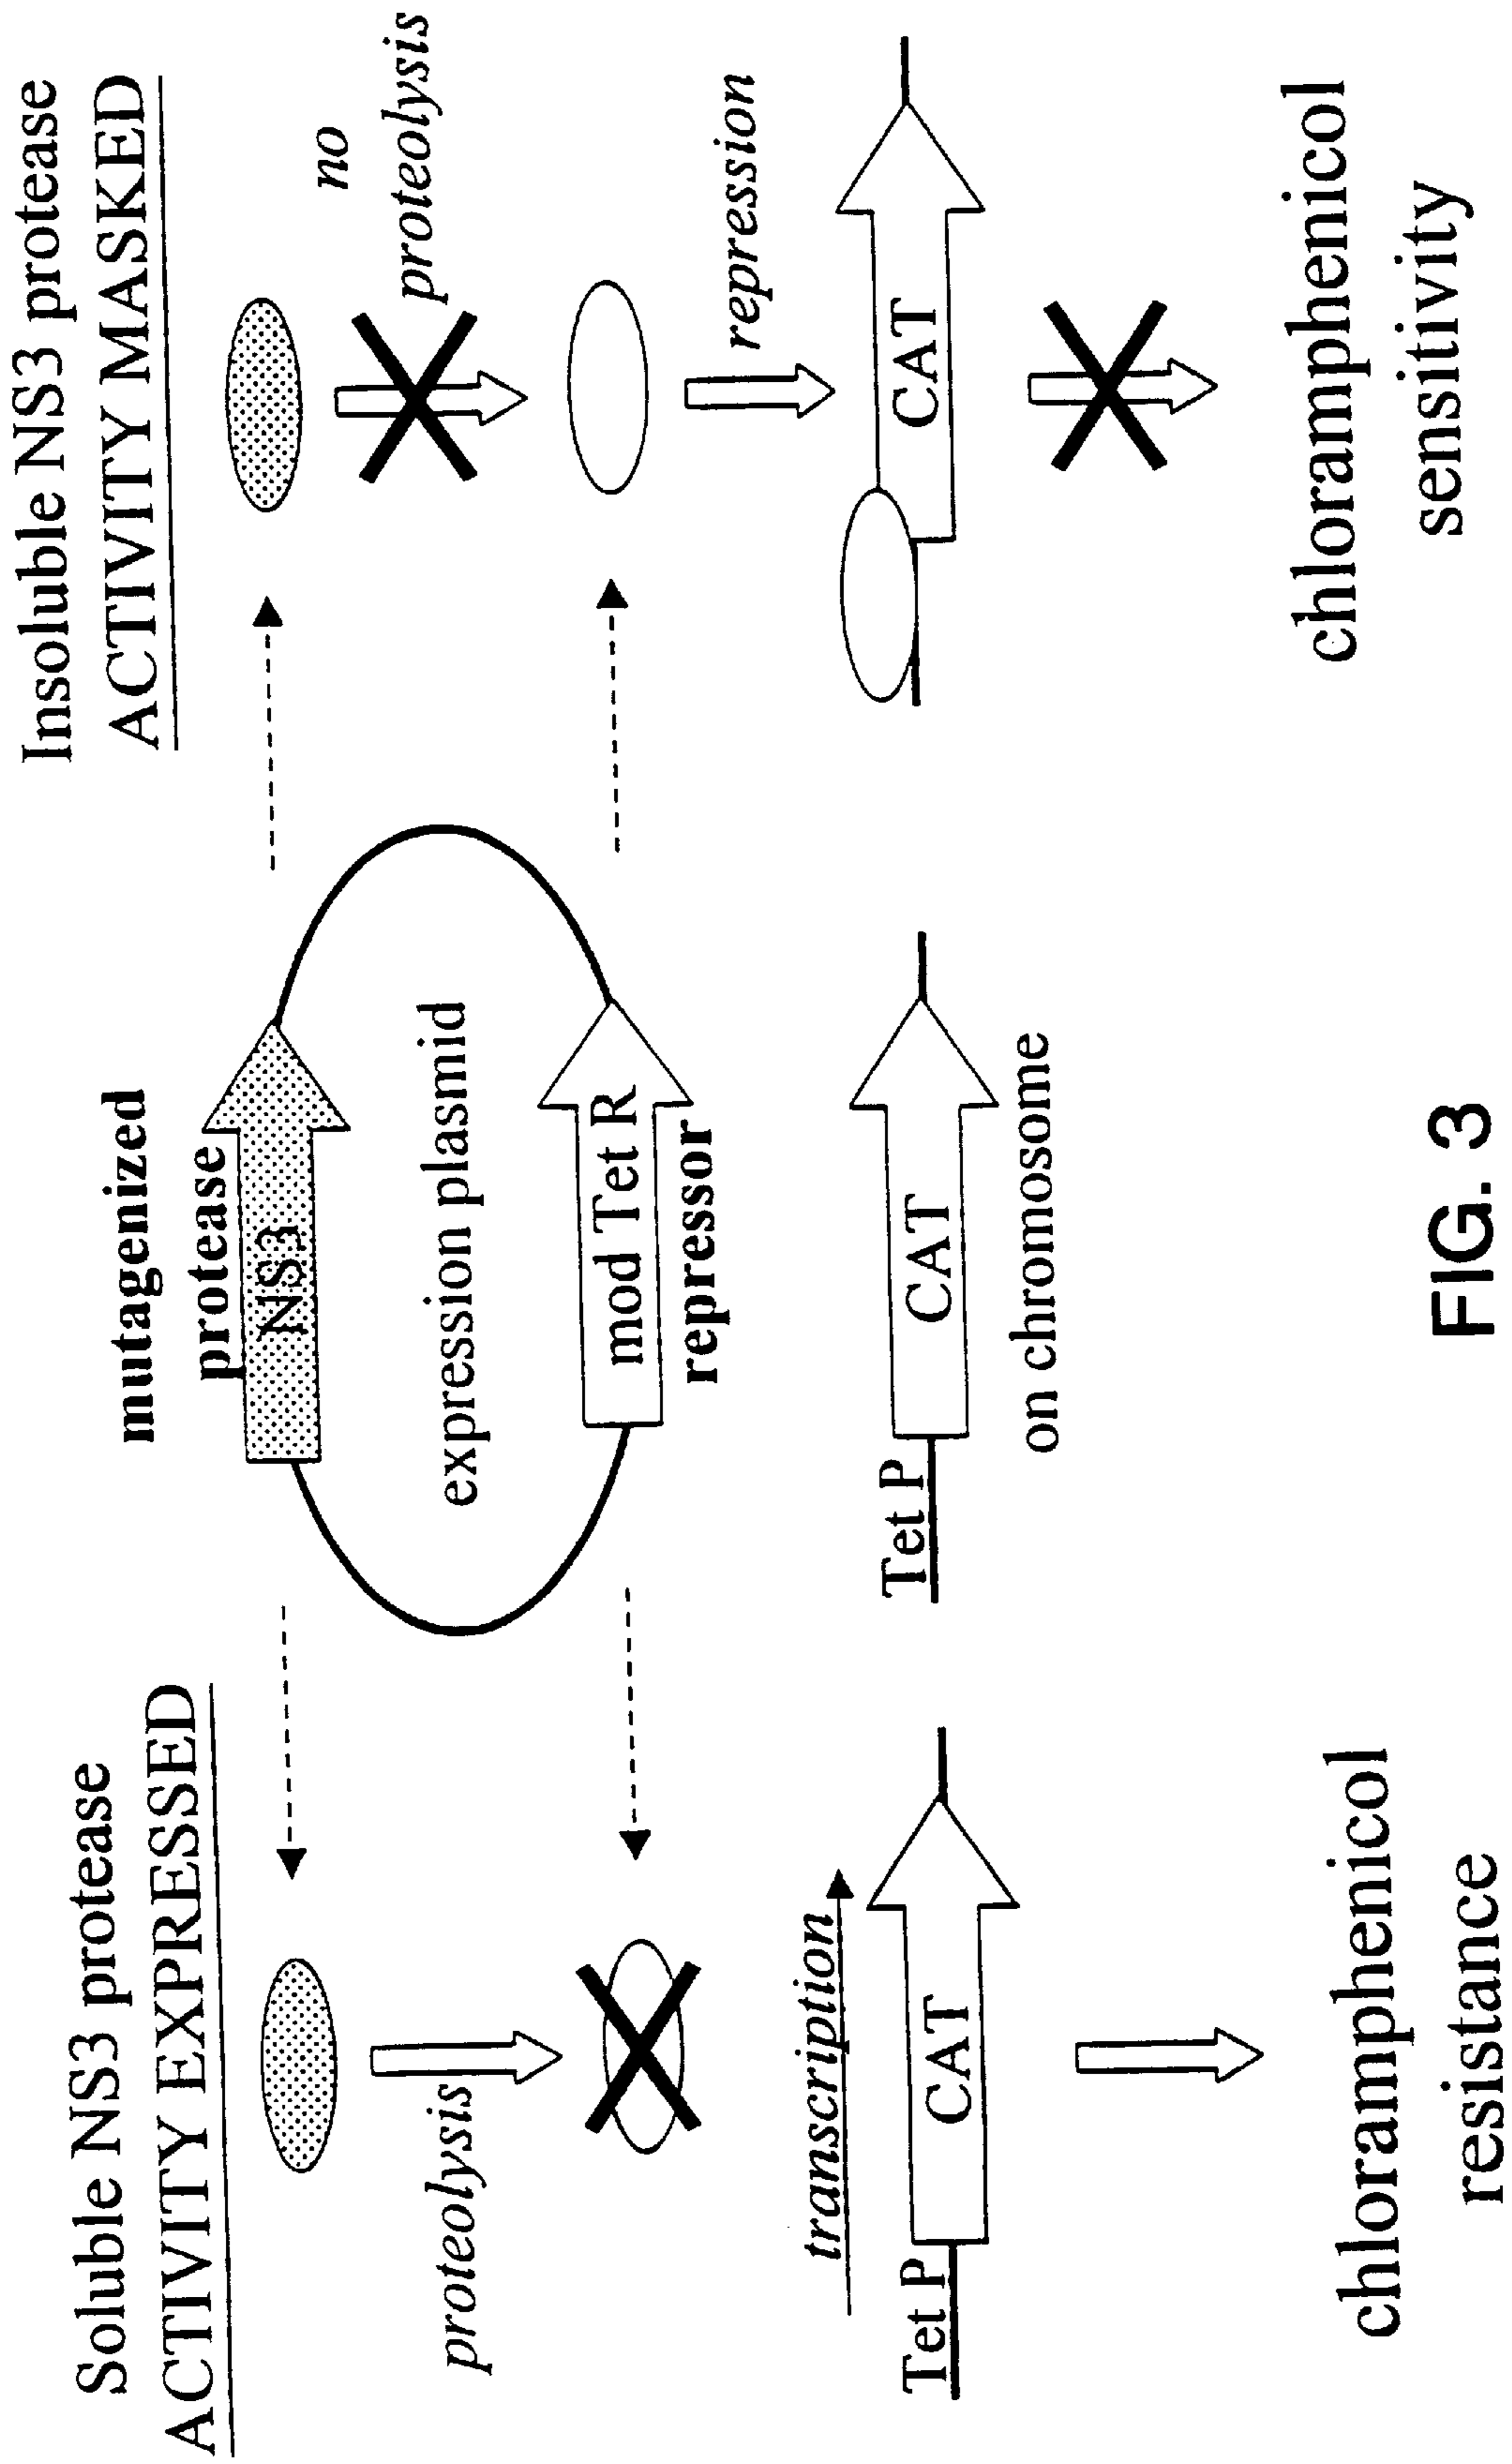 Soluble NS3 protease
ACTIVITY EXPRESSED
proteolysis
transcription
Tet P
CAT
chloramphenicol
resistance
mutagenized
protease
NS3
expression plasmid
mod Tet R
repressor
Tet P
CAT
on chromosome
Insoluble NS3 protease
ACTIVITY MASKED
no
proteolysis
repression
CAT
chloramphenicol
sensitivity
FIG. 3